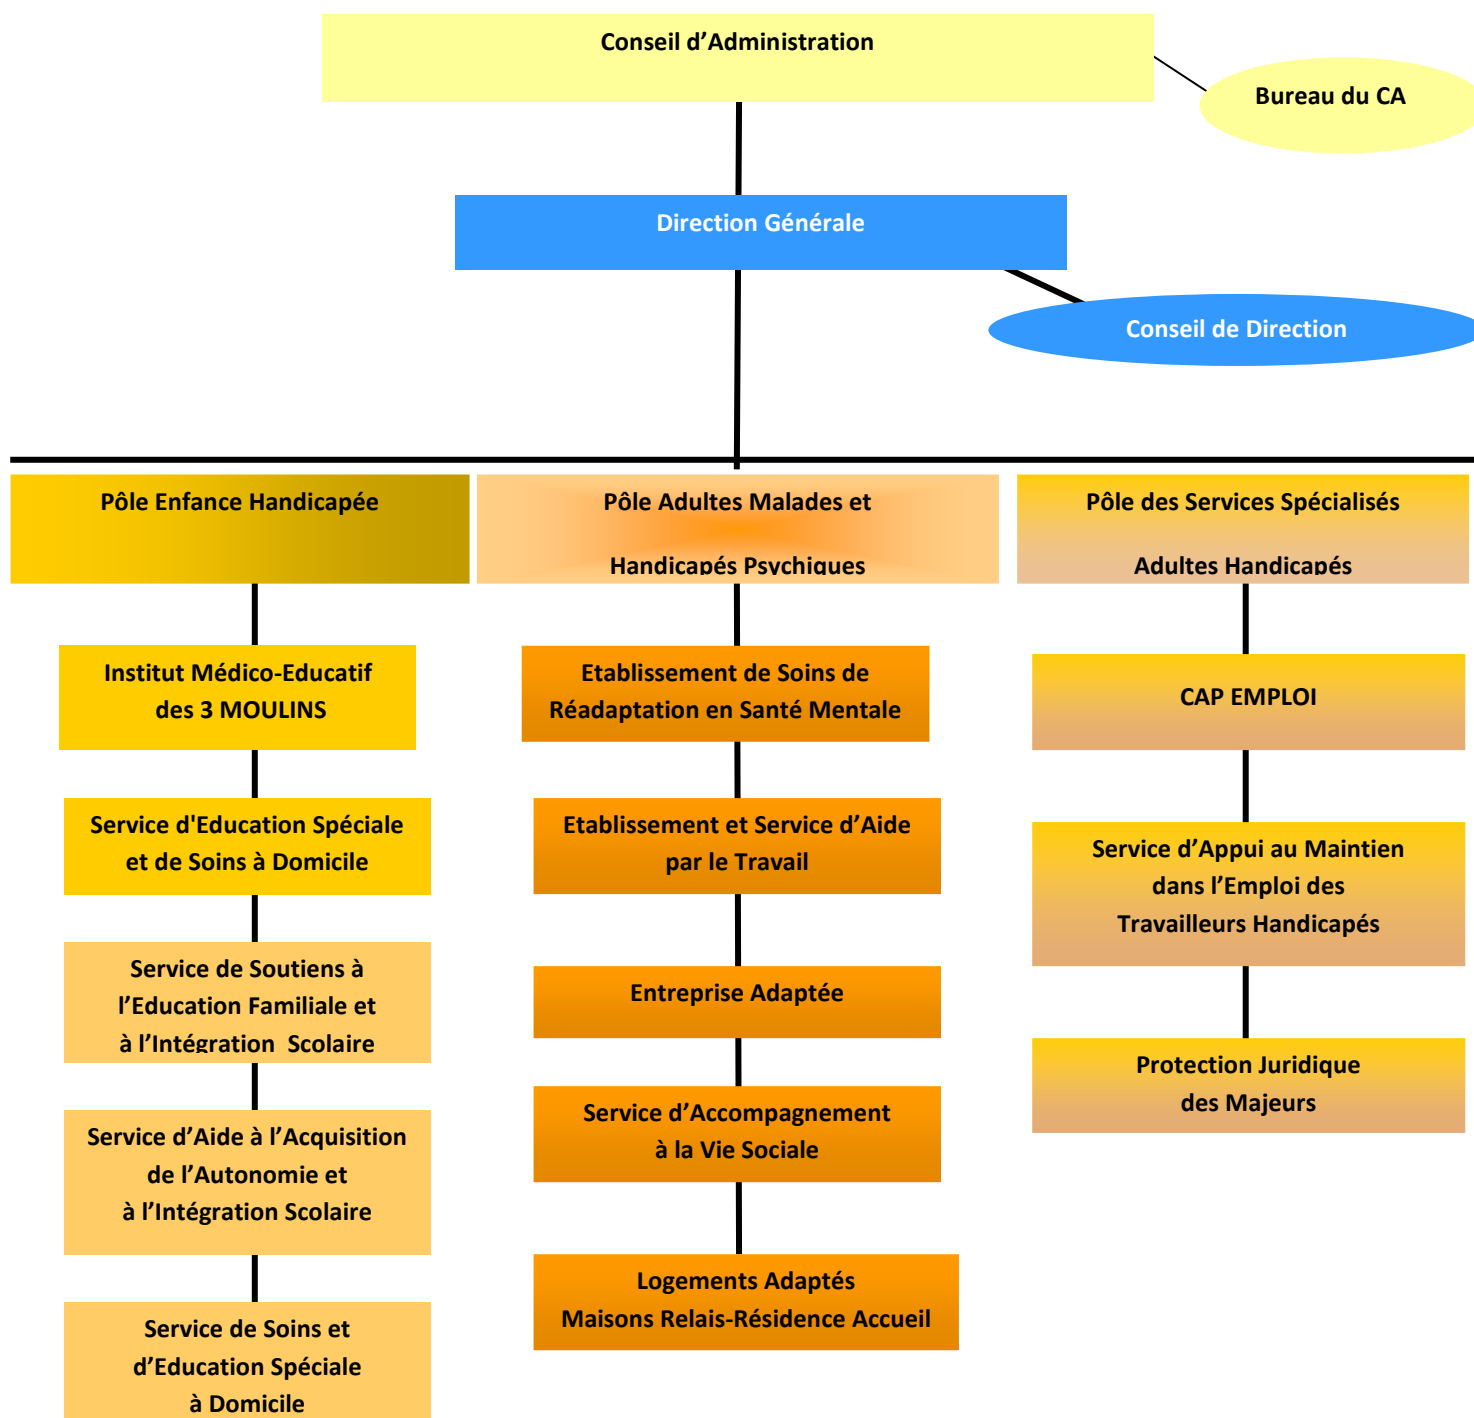 Conseil d’Administration
Bureau du CA
Direction Générale
Conseil de Direction
Pôle Enfance Handicapée
Pôle Adultes Malades et
Handicapés Psychiques
Pôle des Services Spécialisés
Adultes Handicapés
Institut Médico-Educatif
des 3 MOULINS
Service d'Education Spéciale
et de Soins à Domicile
Service de Soutiens à
l’Education Familiale et
à l’Intégration  Scolaire
Service d’Aide à l’Acquisition
de l’Autonomie et
à l’Intégration Scolaire
Service de Soins et
d’Education Spéciale
à Domicile
Etablissement de Soins de
Réadaptation en Santé Mentale
Etablissement et Service d’Aide
par le Travail
Entreprise Adaptée
Service d’Accompagnement
à la Vie Sociale
Logements Adaptés
Maisons Relais-Résidence Accueil
CAP EMPLOI
Service d’Appui au Maintien
dans l’Emploi des
Travailleurs Handicapés
Protection Juridique
des Majeurs